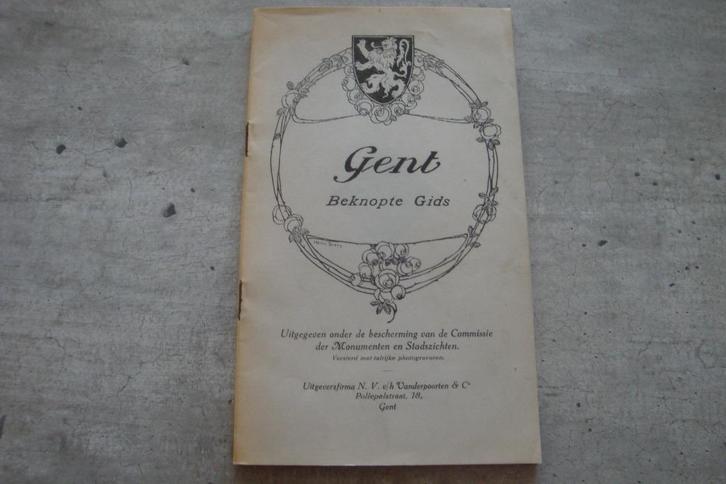 Gent
Beknopte Gids
Uitgegeven onder de bescherming van de Commissie
der Monumenten en Stadszichten.
Versierd met talrijke photogravuren.
Uitgeversfirma N. V. v/h Vanderpoorten & Cº
Pollepelstraat, 18,
Gent